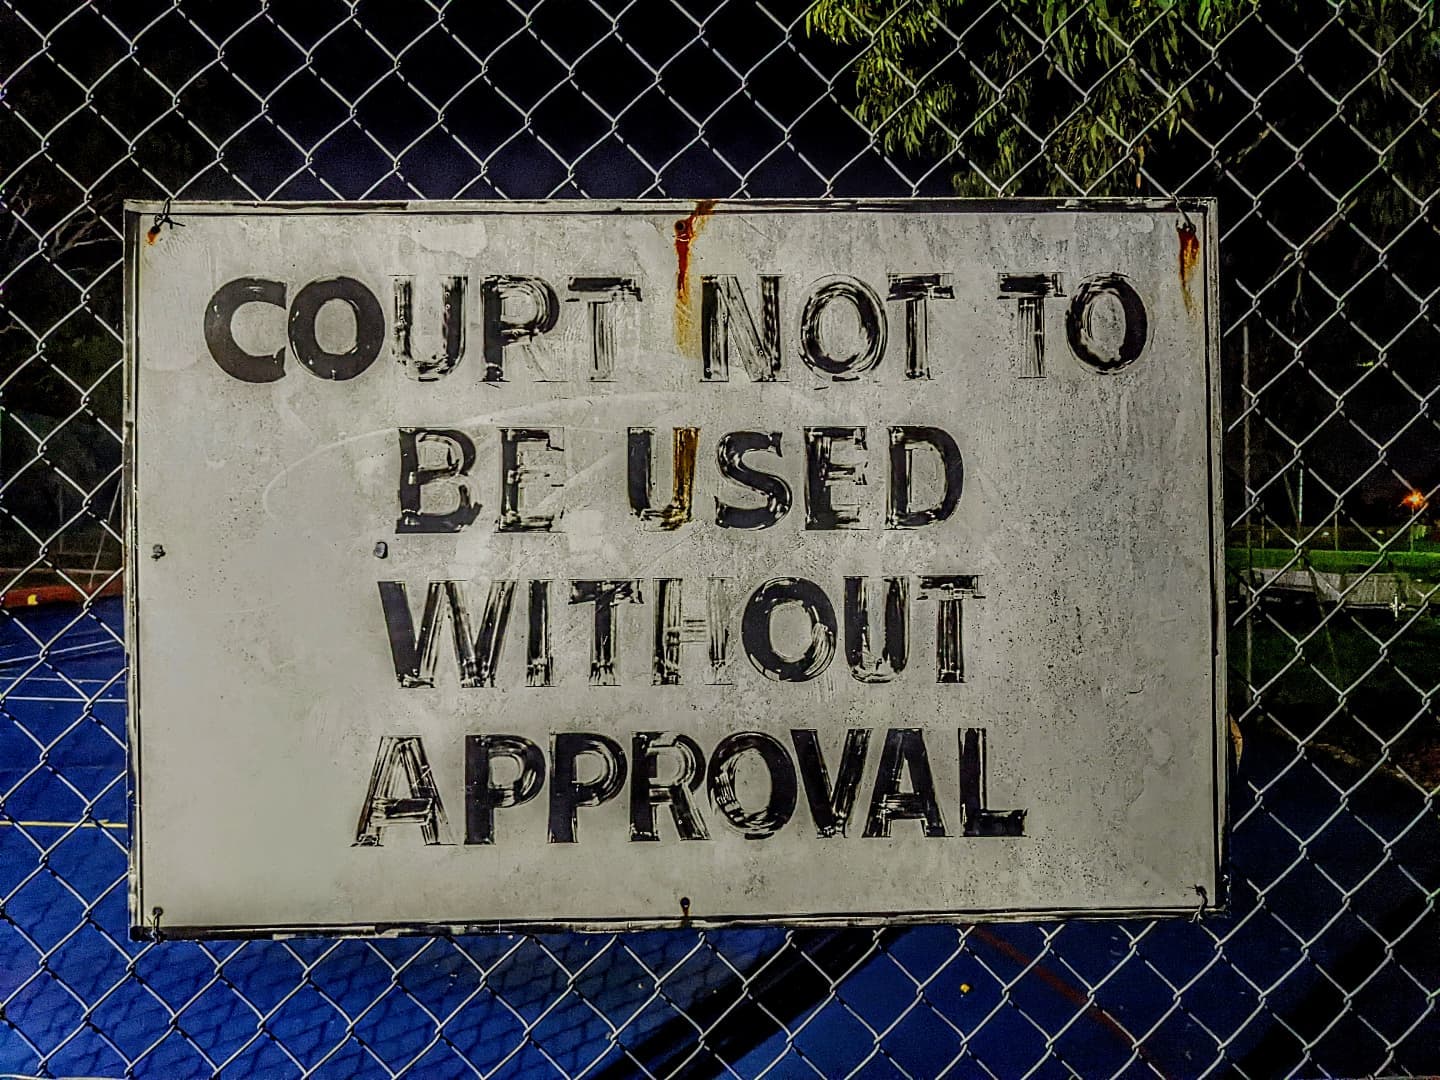 COURT NOT TO
BE USED
WITHOUT
APPROVAL